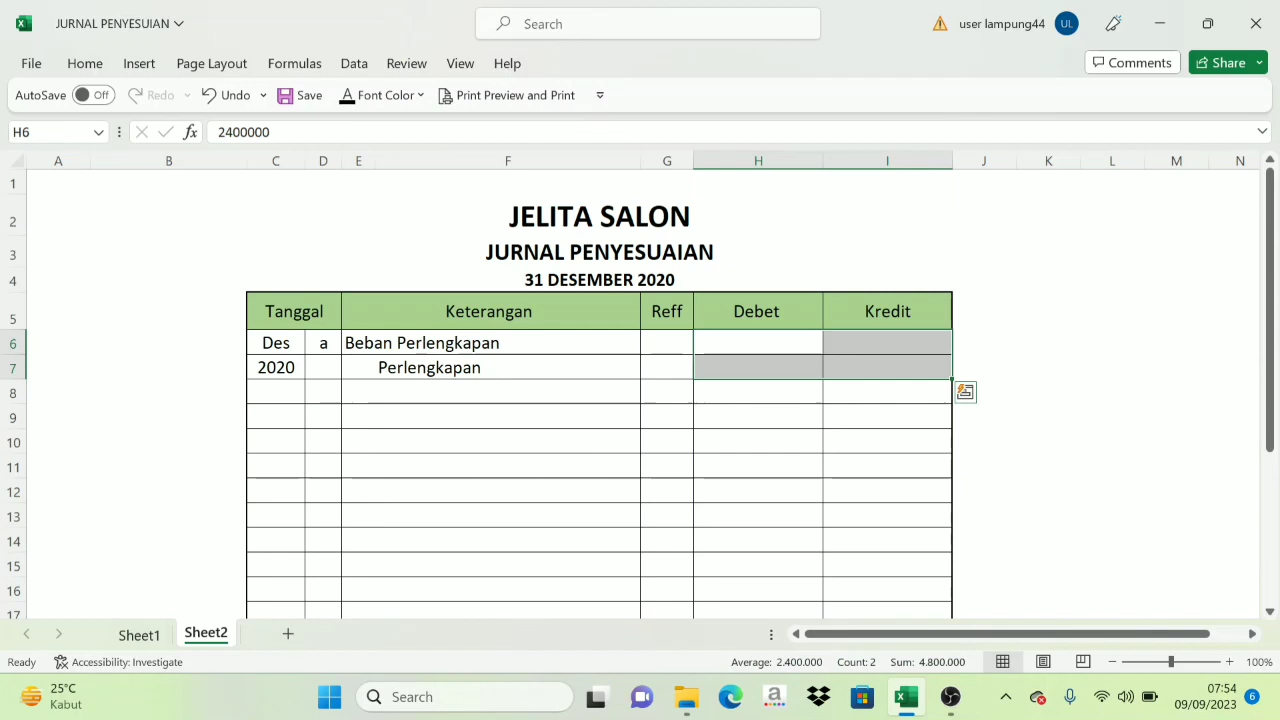 JURNAL PENYESUIAN
Search
user lampung44
UL
File Home Insert Page Layout Formulas Data Review View Help
Comments
Share
AutoSave Off Redo Undo Save Font Color Print Preview and Print
H6
fx
2400000
A B C D E F G H I J K L M N
1
2 JELITA SALON
3 JURNAL PENYESUAIAN
4 31 DESEMBER 2020
5 Tanggal Keterangan Reff Debet Kredit
6 Des a Beban Perlengkapan
7 2020 Perlengkapan
8
9
10
11
12
13
14
15
16
17
Sheet1 Sheet2
Ready Accessibility: Investigate Average: 2.400.000 Count: 2 Sum: 4.800.000 100%
25°C
Kabut
Search
a
07:54
09/09/2023
6